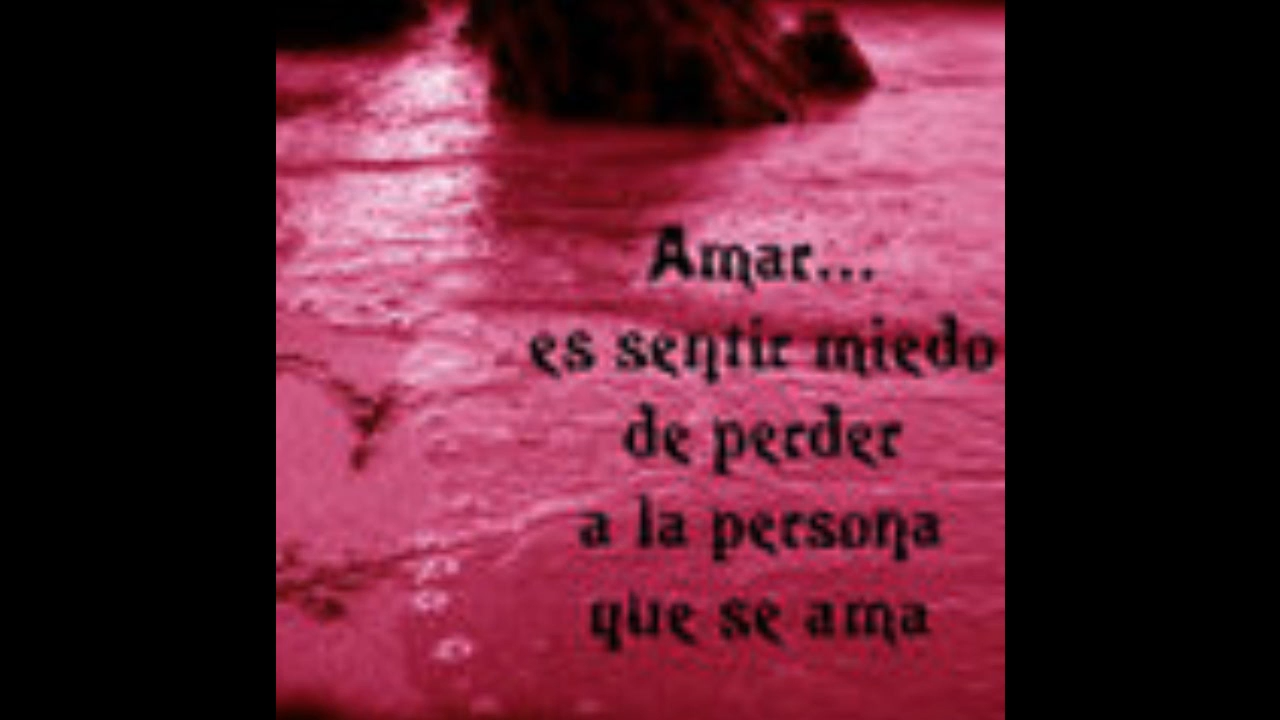 Amar...
es sentir miedo
de perder
a la persona
que se ama